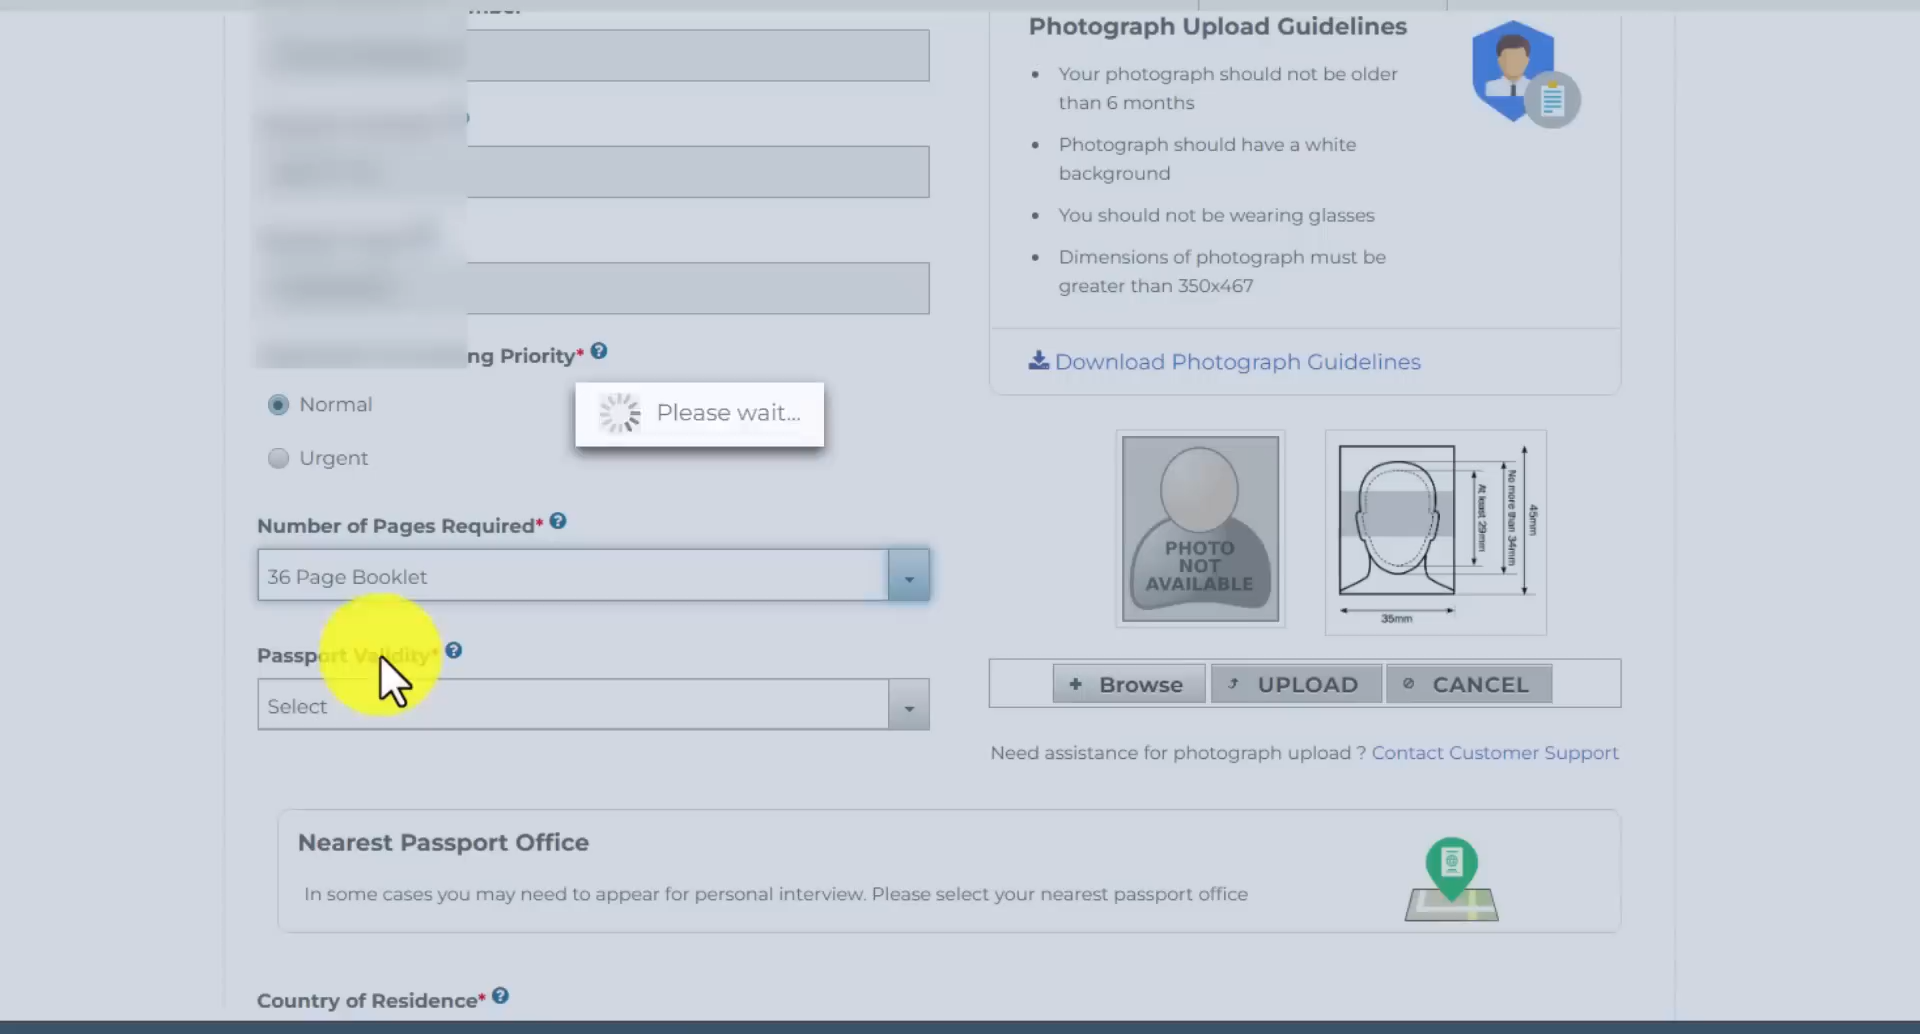 ng Priority*
Normal
Urgent
Number of Pages Required*
36 Page Booklet
Passport Validity*
Select
Please wait...
Photograph Upload Guidelines
• Your photograph should not be older
than 6 months
• Photograph should have a white
background
• You should not be wearing glasses
• Dimensions of photograph must be
greater than 350x467
Download Photograph Guidelines
PHOTO
NOT
AVAILABLE
At least 29mm
No more than 34mm
45mm
35mm
+ Browse
UPLOAD
CANCEL
Need assistance for photograph upload ? Contact Customer Support
Nearest Passport Office
In some cases you may need to appear for personal interview. Please select your nearest passport office
Country of Residence*